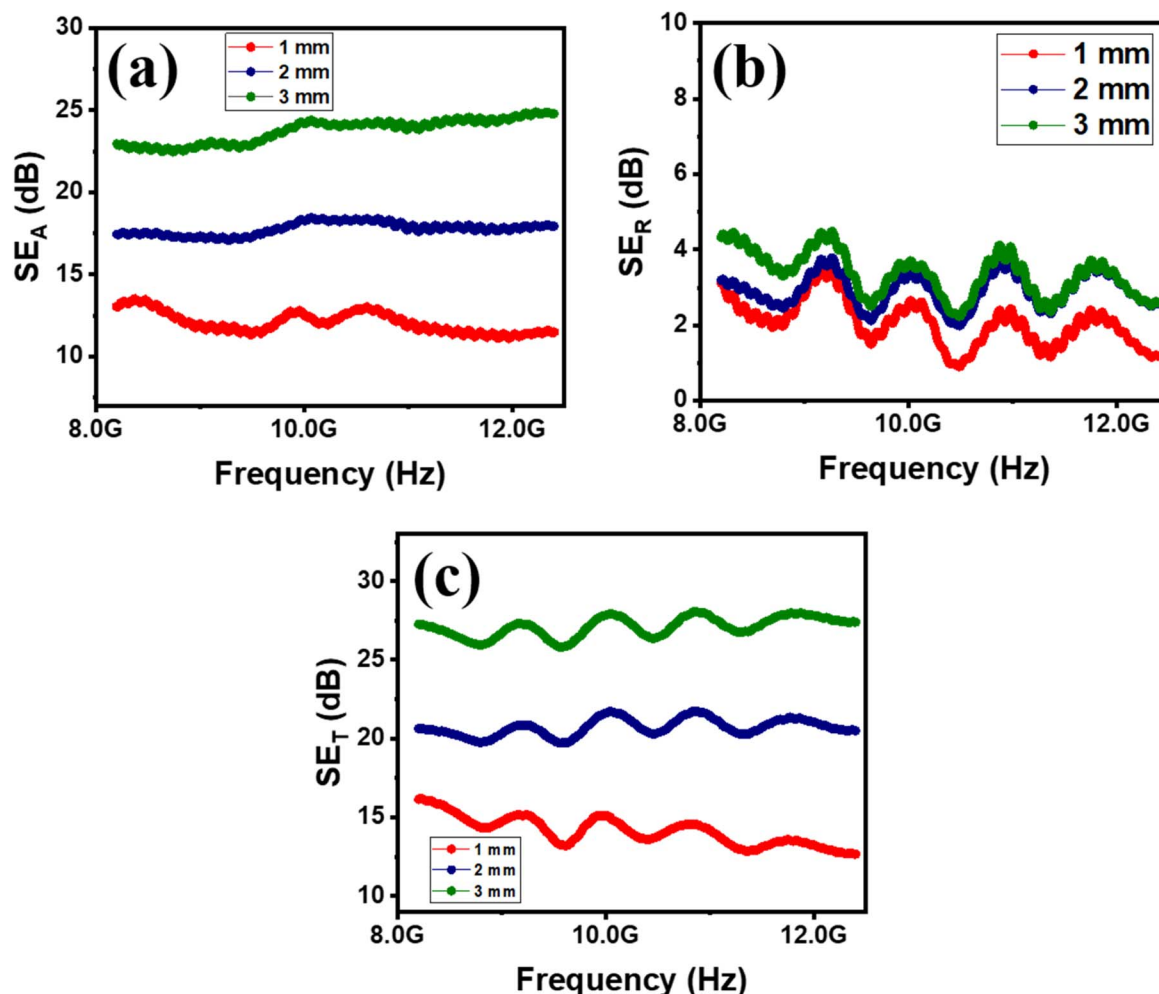 (a)
1 mm
2 mm
3 mm
30
25
20
15
10
SE_A (dB)
8.0G 10.0G 12.0G
Frequency (Hz)
(b)
1 mm
2 mm
3 mm
10
8
6
4
2
0
SE_R (dB)
8.0G 10.0G 12.0G
Frequency (Hz)
(c)
30
25
20
15
10
SE_T (dB)
1 mm
2 mm
3 mm
8.0G 10.0G 12.0G
Frequency (Hz)